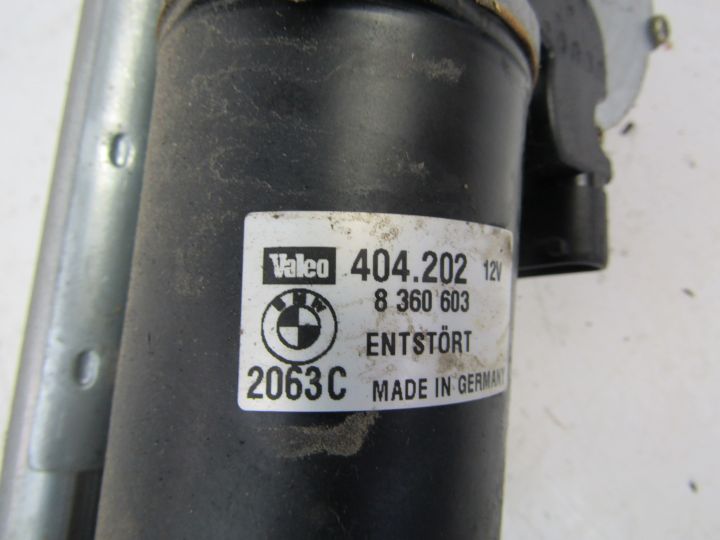 Valeo 404.202 12V
8 360 603
BMW
ENTSTÖRT
2063C MADE IN GERMANY